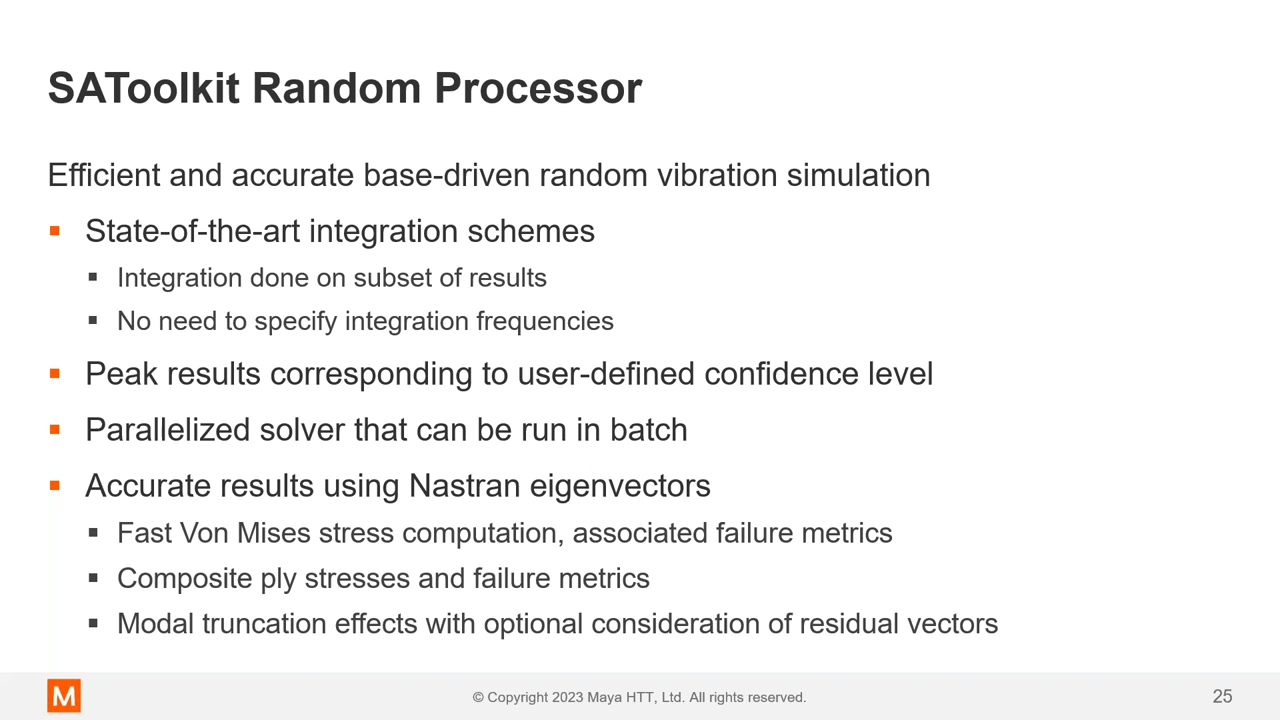 SAToolkit Random Processor
Efficient and accurate base-driven random vibration simulation
▪ State-of-the-art integration schemes
▪ Integration done on subset of results
▪ No need to specify integration frequencies
▪ Peak results corresponding to user-defined confidence level
▪ Parallelized solver that can be run in batch
▪ Accurate results using Nastran eigenvectors
▪ Fast Von Mises stress computation, associated failure metrics
▪ Composite ply stresses and failure metrics
▪ Modal truncation effects with optional consideration of residual vectors
M
© Copyright 2023 Maya HTT, Ltd. All rights reserved.
25